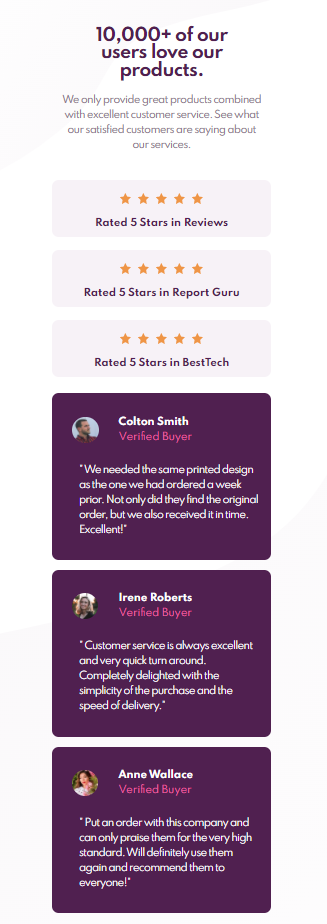 10,000+ of our
users love our
products.
We only provide great products combined
with excellent customer service. See what
our satisfied customers are saying about
our services.
Rated 5 Stars in Reviews
Rated 5 Stars in Report Guru
Rated 5 Stars in BestTech
Colton Smith
Verified Buyer
" We needed the same printed design
as the one we had ordered a week
prior. Not only did they find the original
order, but we also received it in time.
Excellent!"
Irene Roberts
Verified Buyer
" Customer service is always excellent
and very quick turn around.
Completely delighted with the
simplicity of the purchase and the
speed of delivery."
Anne Wallace
Verified Buyer
" Put an order with this company and
can only praise them for the very high
standard. Will definitely use them
again and recommend them to
everyone!"